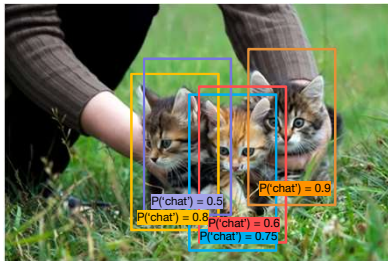 P('chat') = 0.9
P('chat') = 0.5
P('chat') = 0.8
P('chat') = 0.6
P('chat') = 0.75